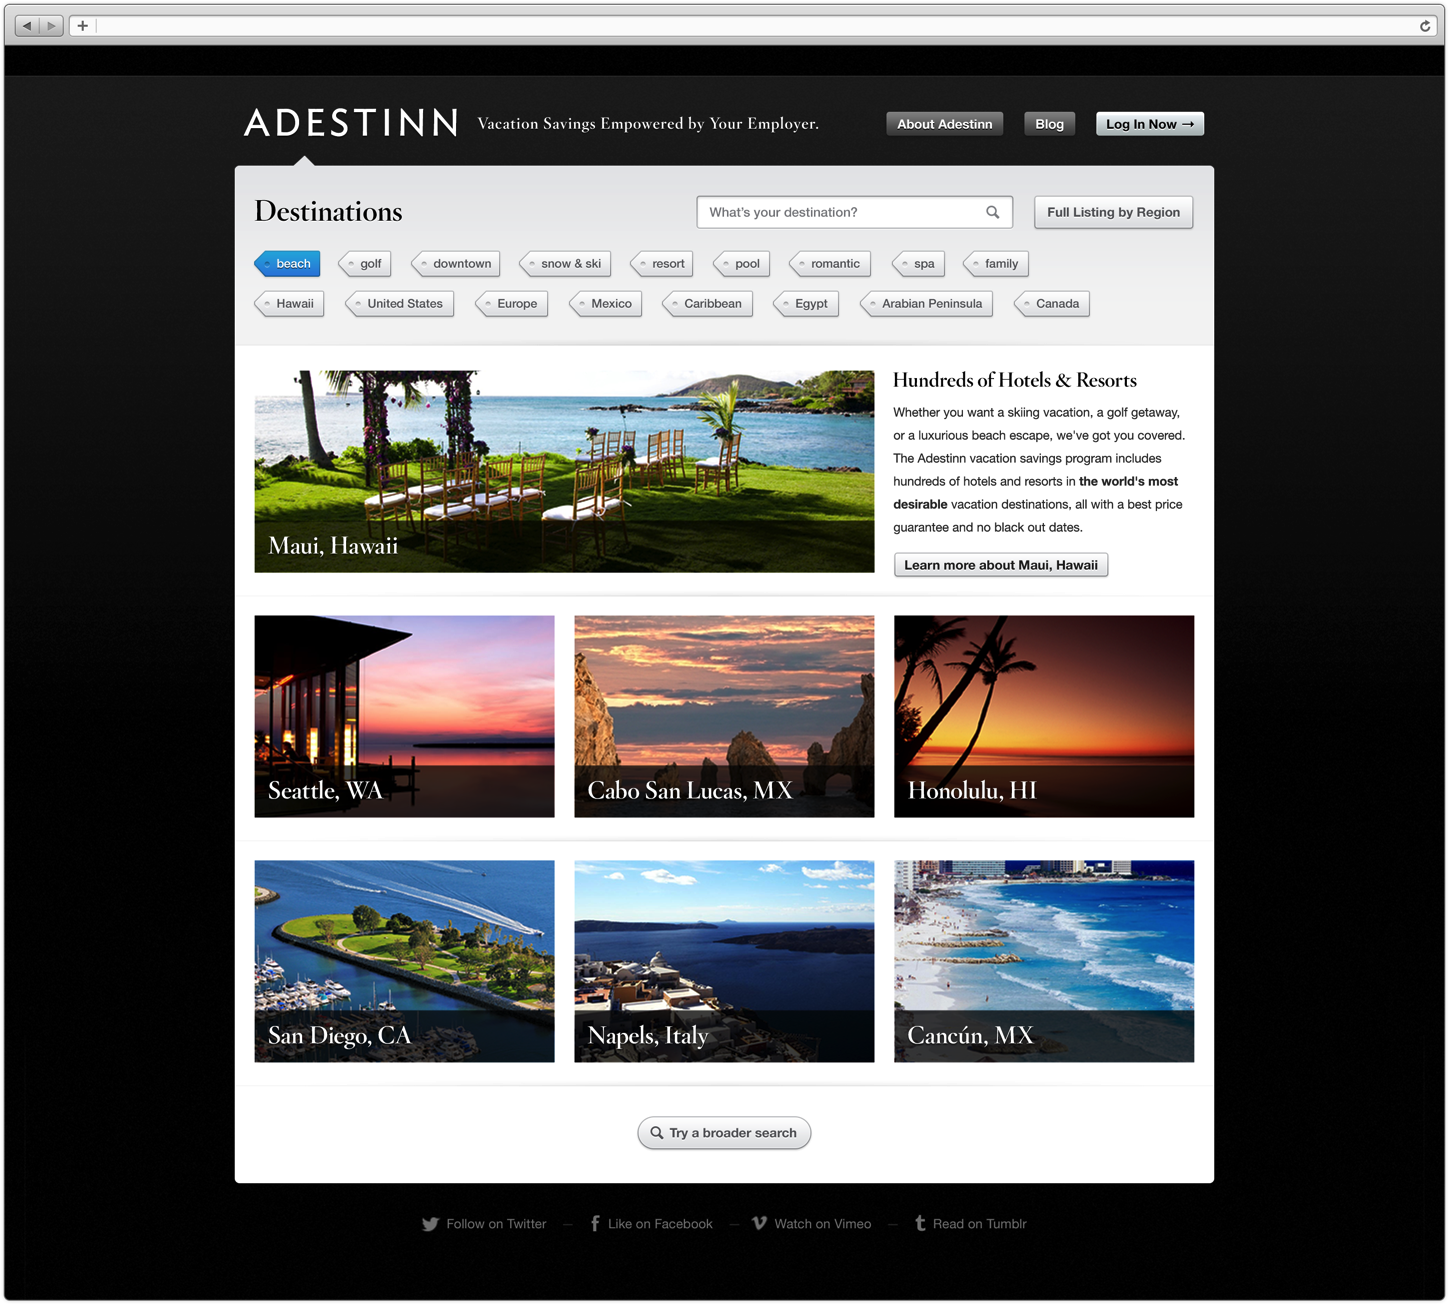 ADESTINN Vacation Savings Empowered by Your Employer. About Adestinn Blog Log In Now →
Destinations What's your destination? Full Listing by Region
beach golf downtown snow & ski resort pool romantic spa family
Hawaii United States Europe Mexico Caribbean Egypt Arabian Peninsula Canada
Maui, Hawaii
Hundreds of Hotels & Resorts
Whether you want a skiing vacation, a golf getaway,
or a luxurious beach escape, we've got you covered.
The Adestinn vacation savings program includes
hundreds of hotels and resorts in the world's most
desirable vacation destinations, all with a best price
guarantee and no black out dates.
Learn more about Maui, Hawaii
Seattle, WA
Cabo San Lucas, MX
Honolulu, HI
San Diego, CA
Napels, Italy
Cancún, MX
Try a broader search
Follow on Twitter — Like on Facebook — Watch on Vimeo — Read on Tumblr